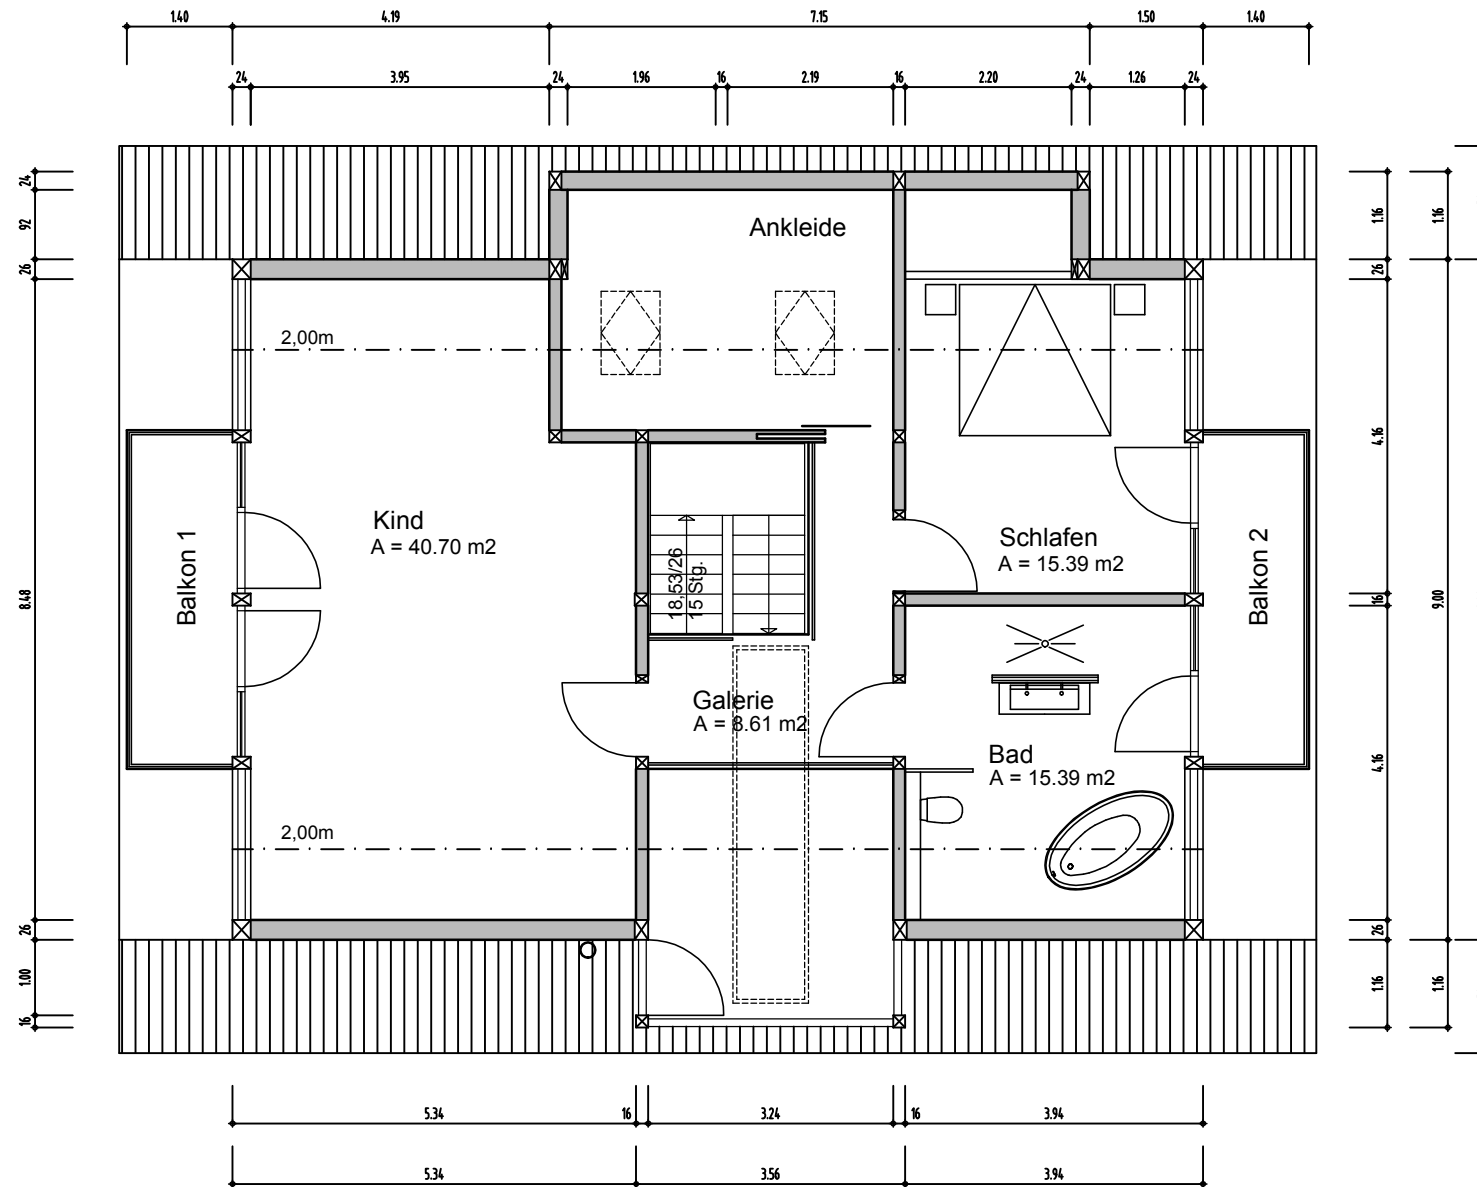 1.40 4.19 7.15 1.50 1.40
24 3.95 24 1.96 16 2.19 16 2.20 24 1.26 24
24
92
26
8.48
26
1.00
16
Ankleide
2,00m
Kind
A = 40.70 m2
Balkon 1
18,53/26
15 Stg.
Schlafen
A = 15.39 m2
Balkon 2
Galerie
A = 8.61 m2
Bad
A = 15.39 m2
2,00m
1.16
26
4.16
16
4.16
26
1.16
1.16
9.00
1.16
5.34 16 3.24 16 3.94
5.34 3.56 3.94